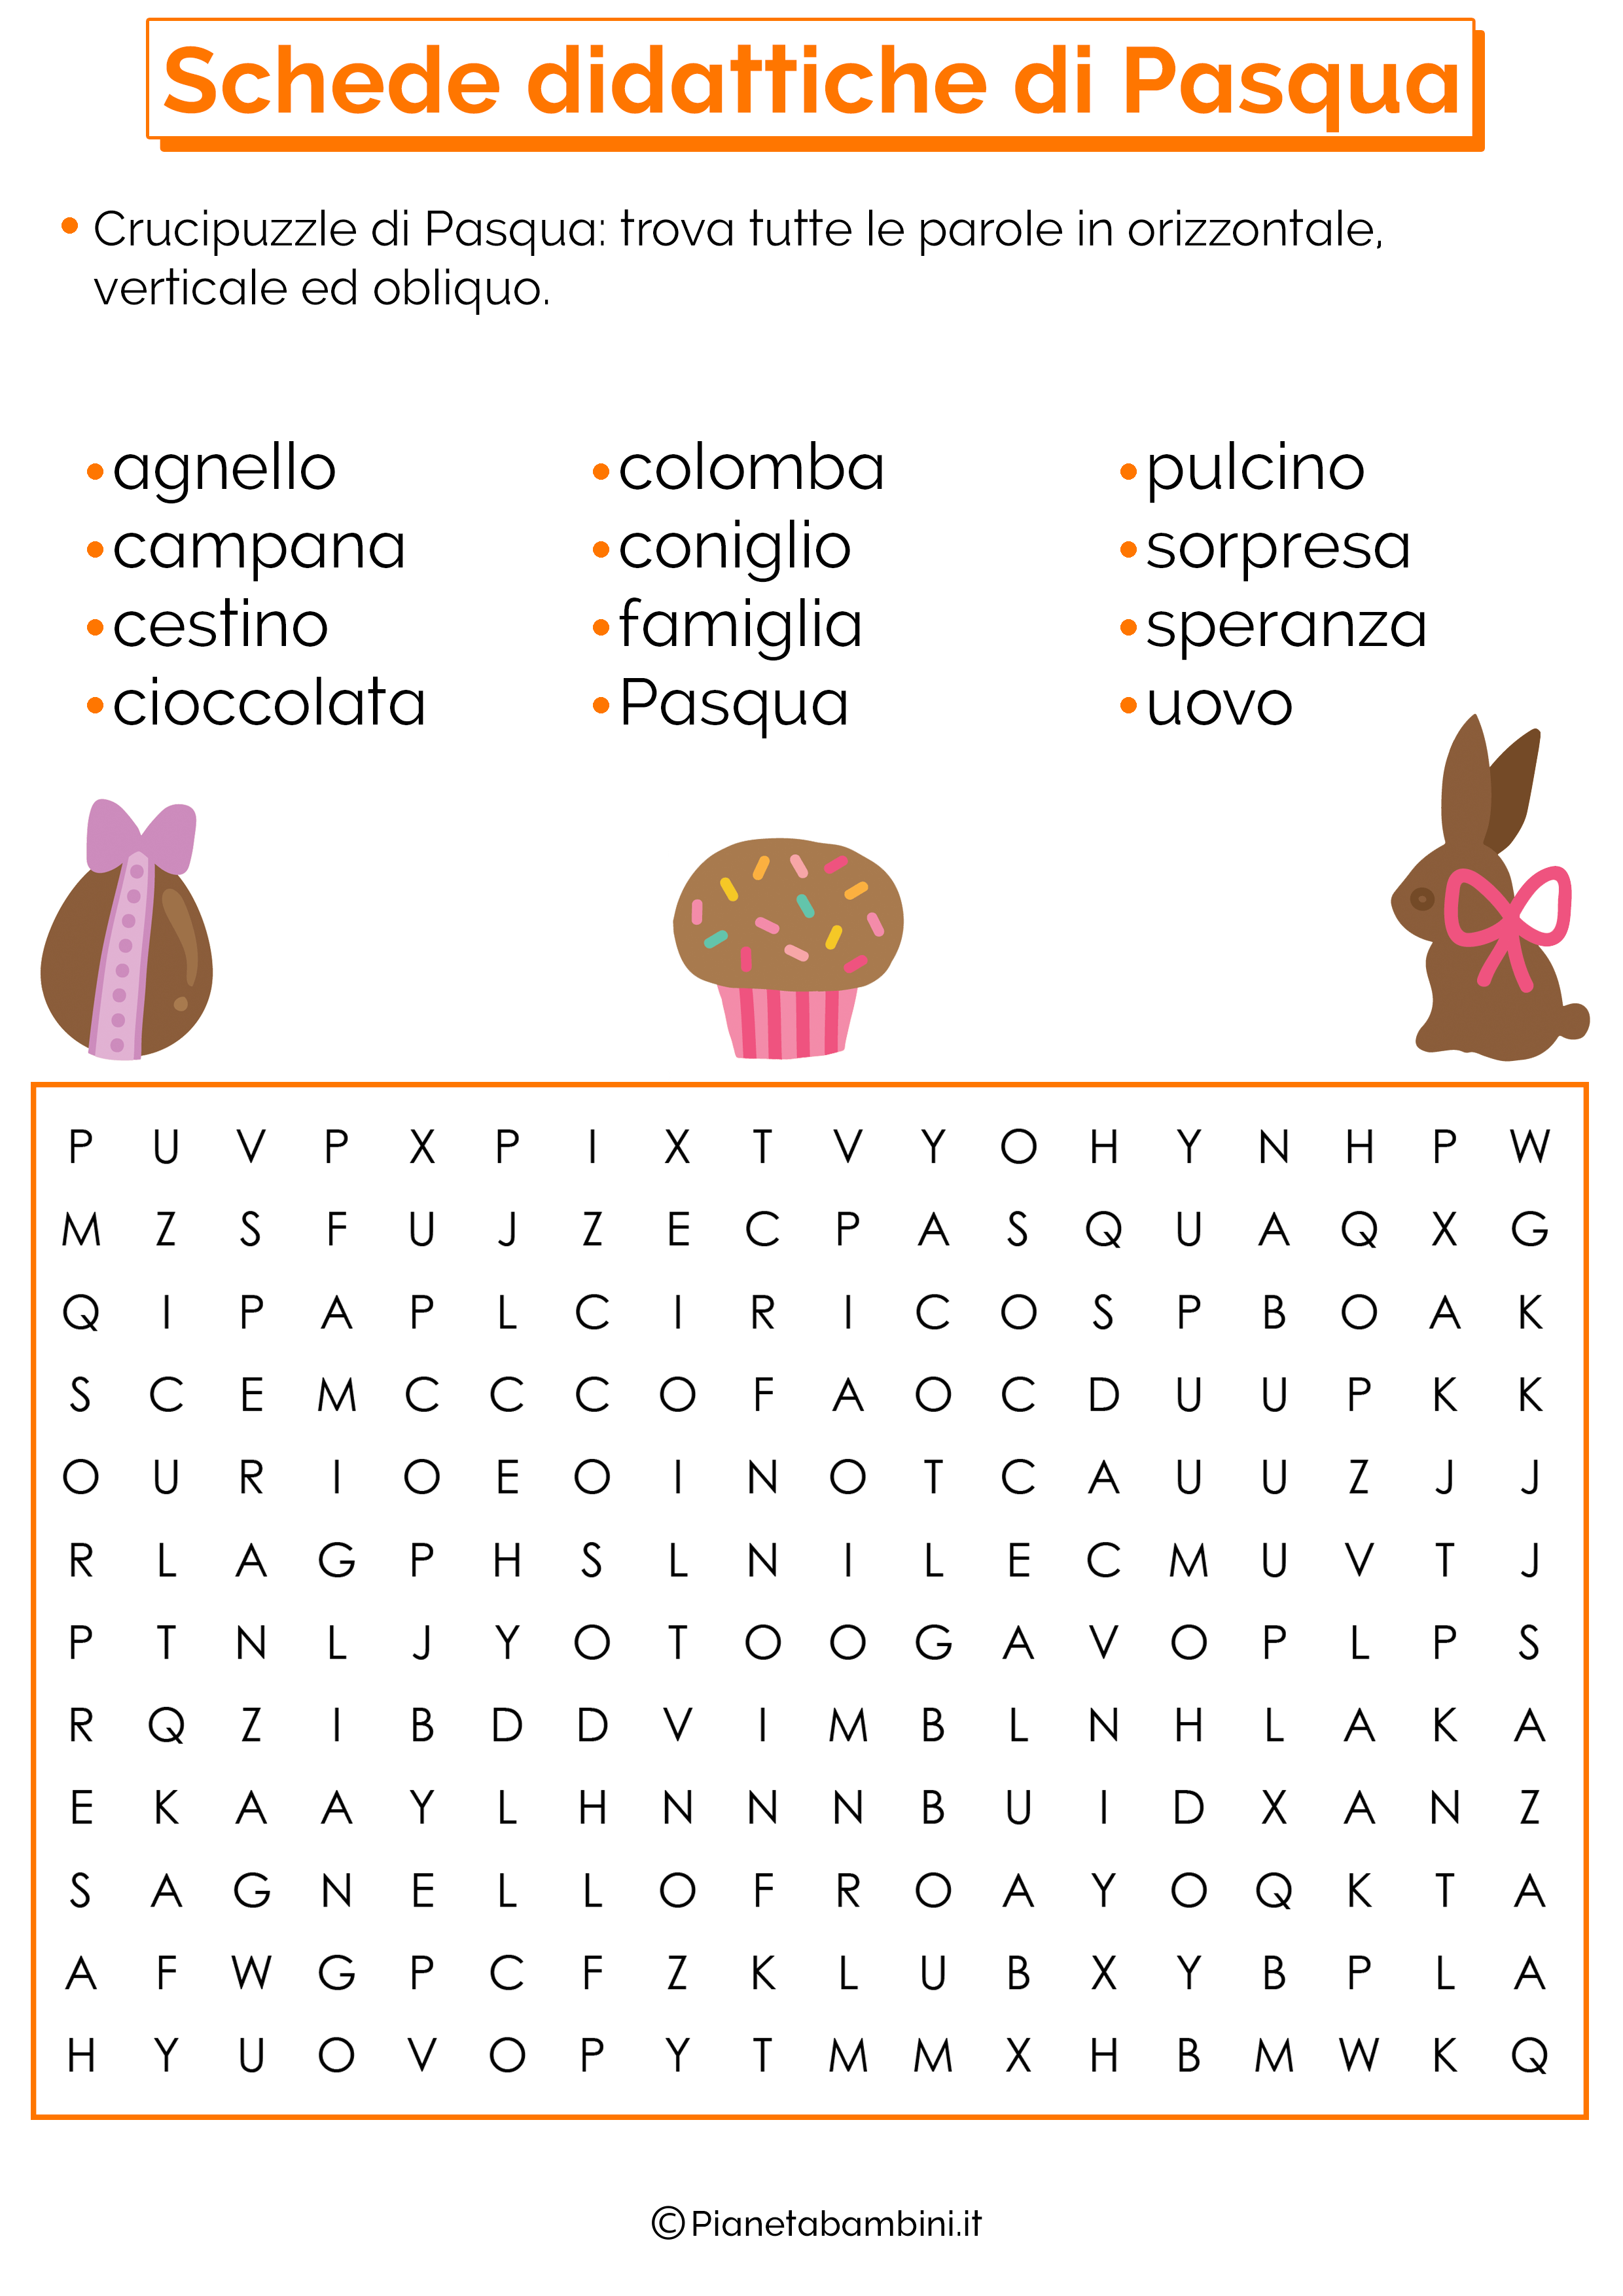 Schede didattiche di Pasqua
• Crucipuzzle di Pasqua: trova tutte le parole in orizzontale,
verticale ed obliquo.
• agnello
• campana
• cestino
• cioccolata
• colomba
• coniglio
• famiglia
• Pasqua
• pulcino
• sorpresa
• speranza
• uovo
P U V P X P I X T V Y O H Y N H P W
M Z S F U J Z E C P A S Q U A Q X G
Q I P A P L C I R I C O S P B O A K
S C E M C C C O F A O C D U U P K K
O U R I O E O I N O T C A U U Z J J
R L A G P H S L N I L E C M U V T J
P T N L J Y O T O O G A V O P L P S
R Q Z I B D D V I M B L N H L A K A
E K A A Y L H N N N B U I D X A N Z
S A G N E L L O F R O A Y O Q K T A
A F W G P C F Z K L U B X Y B P L A
H Y U O V O P Y T M M X H B M W K Q
©Pianetabambini.it